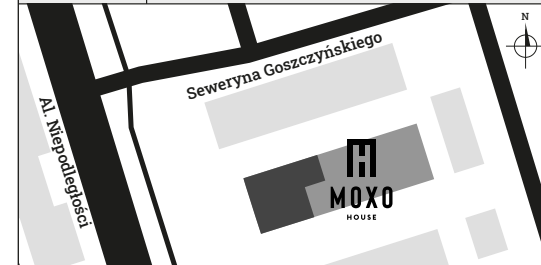 N
Seweryna Goszczyńskiego
Al. Niepodległości
MOXO
HOUSE